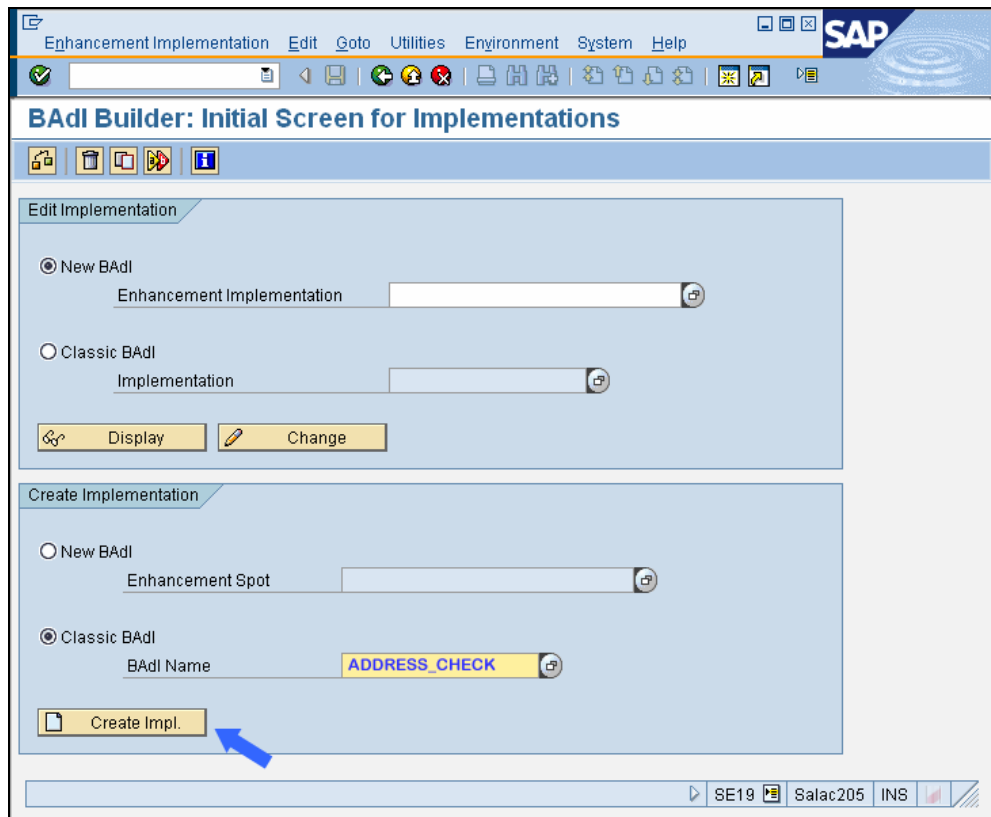 Enhancement Implementation Edit Goto Utilities Environment System Help
SAP
BAdI Builder: Initial Screen for Implementations
Edit Implementation
New BAdI
Enhancement Implementation
Classic BAdI
Implementation
Display Change
Create Implementation
New BAdI
Enhancement Spot
Classic BAdI
BAdI Name ADDRESS_CHECK
Create Impl.
SE19 Salac205 INS